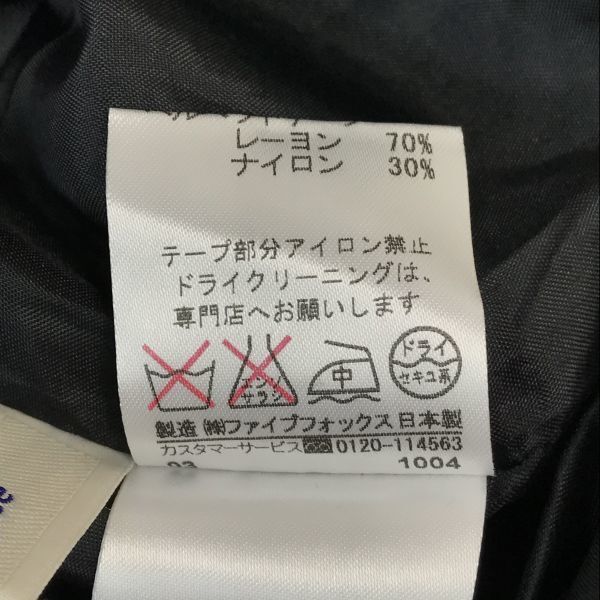 レーヨン 70%
ナイロン 30%
テープ部分アイロン禁止
ドライクリーニングは、
専門店へお願いします
エンソ
サラシ
中
ドライ
セキユ系
製造 ㈱ファイブフォックス 日本製
カスタマーサービス 0120-114563
03 1004